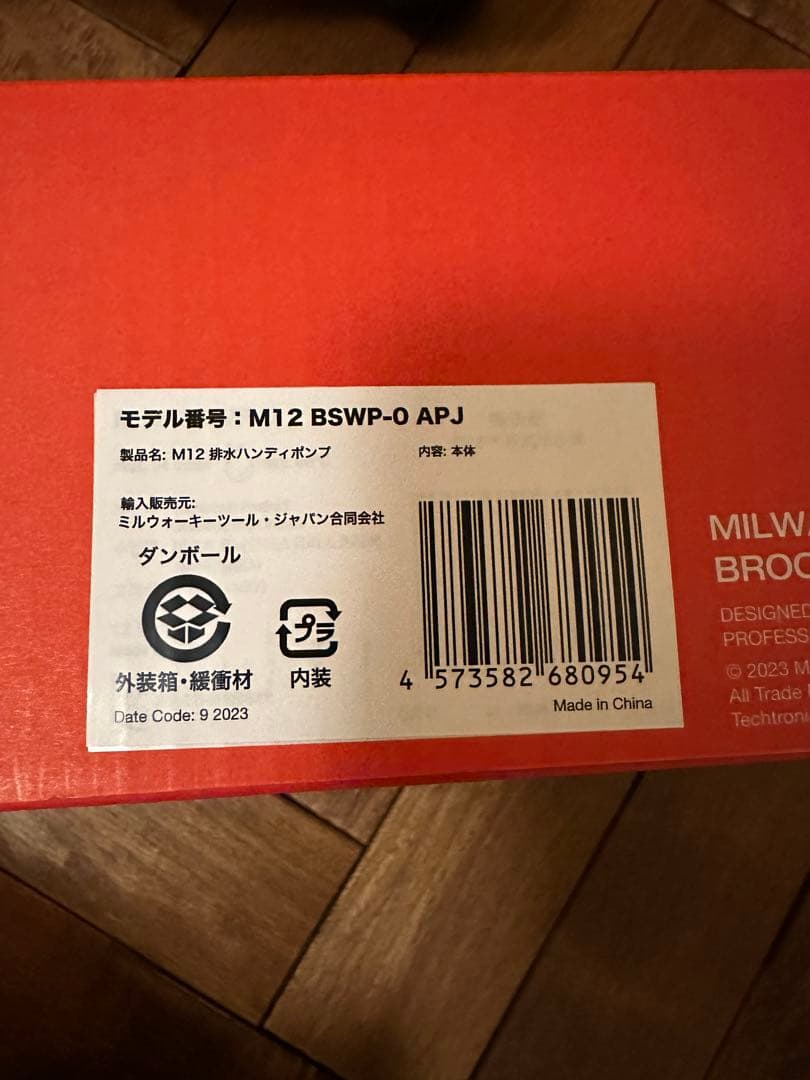 モデル番号：M12 BSWP-0 APJ
製品名: M12 排水ハンディポンプ
内容: 本体
輸入販売元:
ミルウォーキーツール・ジャパン合同会社
ダンボール
プラ
外装箱・緩衝材
内装
4 573582 680954
Date Code: 9 2023
Made in China
MILW
BROO
DESIGNED
PROFESS
© 2023 M
All Trade
Techtroni